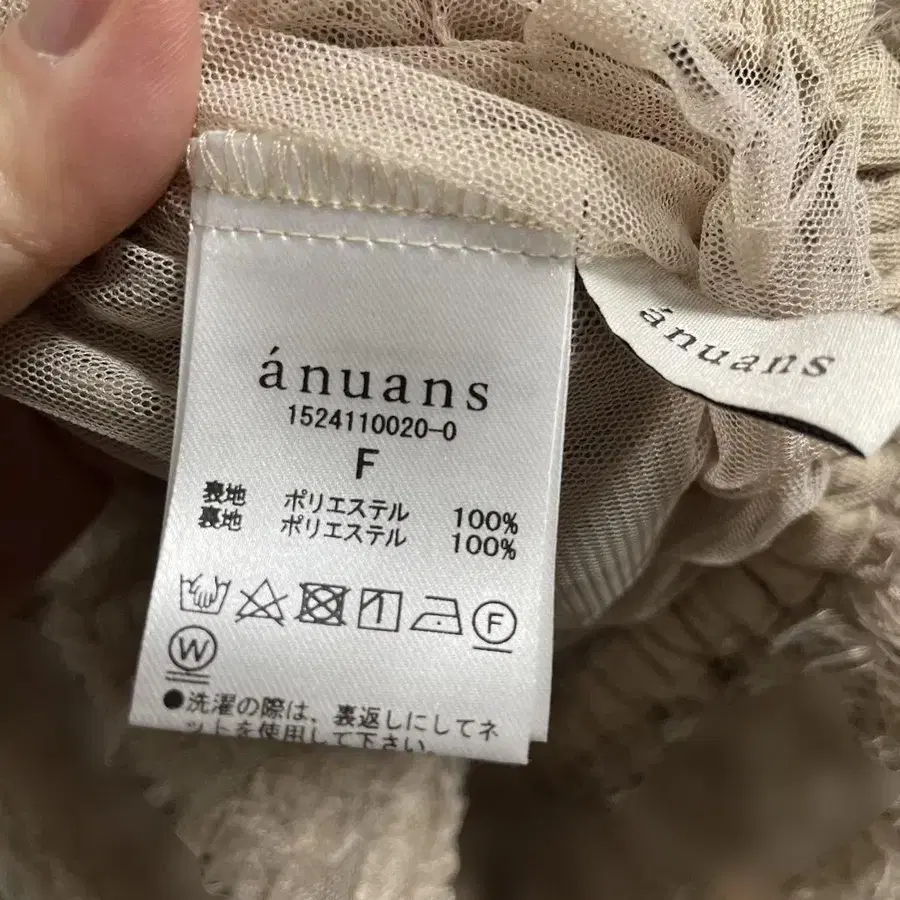 ánuans
1524110020-0
F
表地 ポリエステル 100%
裏地 ポリエステル 100%
F
W
●洗濯の際は、裏返しにしてネ
ットを使用して下さい。
ánuans